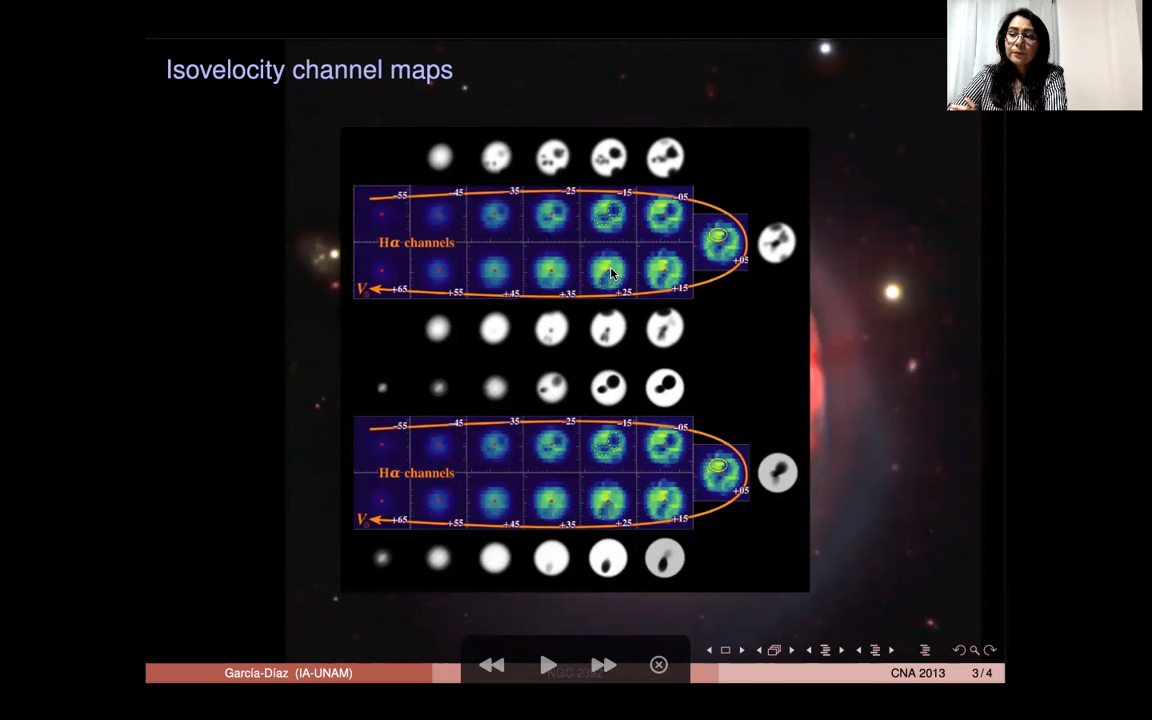 Isovelocity channel maps
-55 -45 -35 -25 -15 -05
Hα channels
+05
V☉ +65 +55 +45 +35 +25 +15
-55 -45 -35 -25 -15 -05
Hα channels
+05
V☉ +65 +55 +45 +35 +25 +15
García-Díaz (IA-UNAM) CNA 2013 3/4